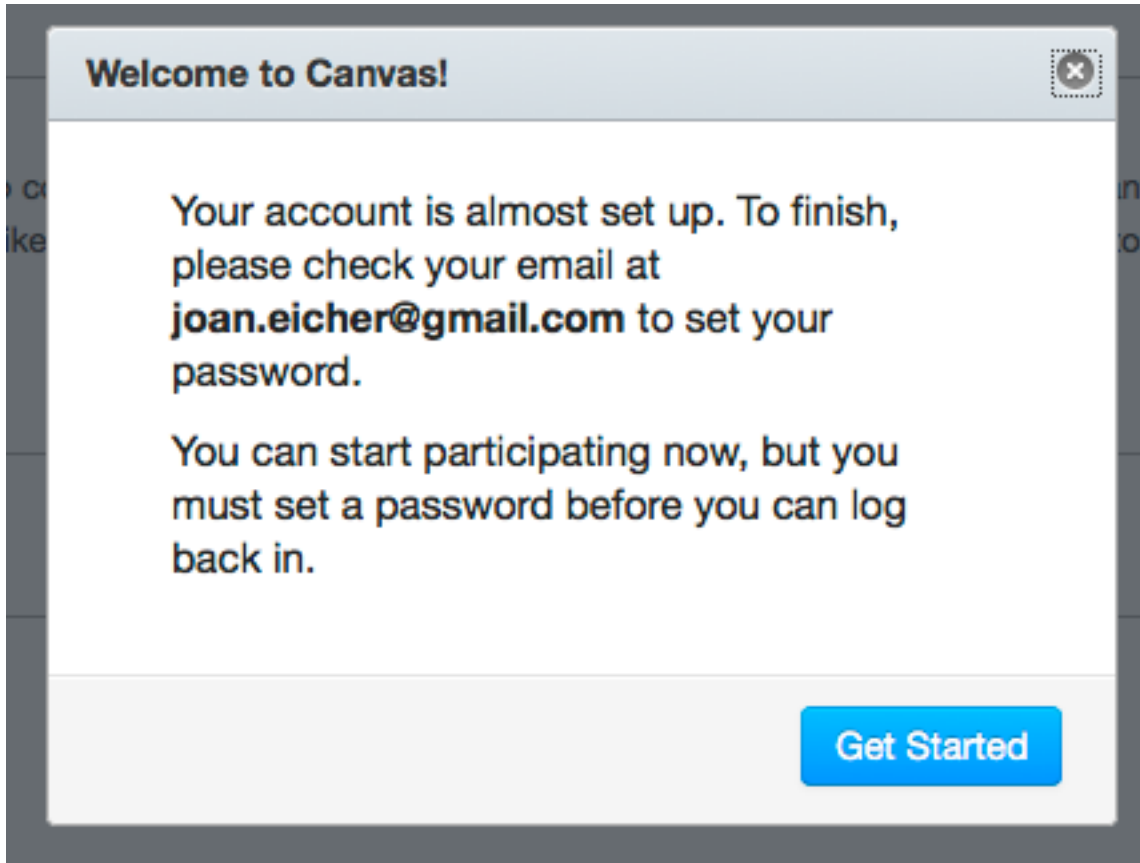 Welcome to Canvas!
Your account is almost set up. To finish,
please check your email at
joan.eicher@gmail.com to set your
password.
You can start participating now, but you
must set a password before you can log
back in.
Get Started